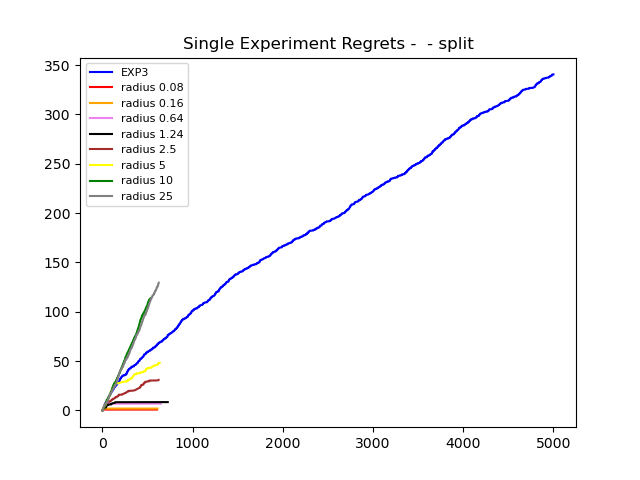 Single Experiment Regrets -  - split
EXP3
radius 0.08
radius 0.16
radius 0.64
radius 1.24
radius 2.5
radius 5
radius 10
radius 25
350
300
250
200
150
100
50
0
0 1000 2000 3000 4000 5000